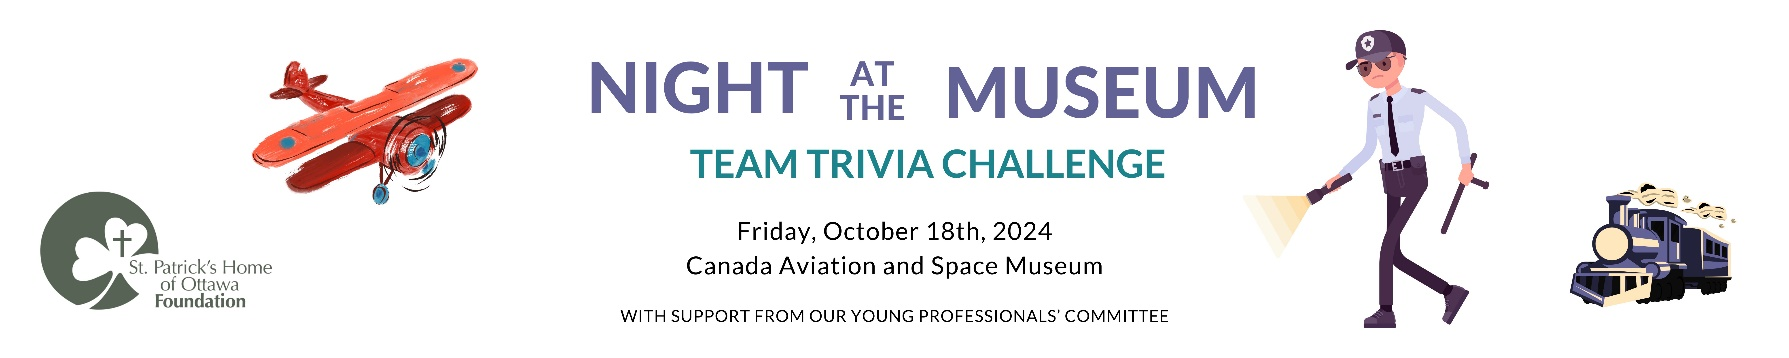 NIGHT AT THE MUSEUM
TEAM TRIVIA CHALLENGE
Friday, October 18th, 2024
Canada Aviation and Space Museum
WITH SUPPORT FROM OUR YOUNG PROFESSIONALS' COMMITTEE
St. Patrick's Home
of Ottawa
Foundation